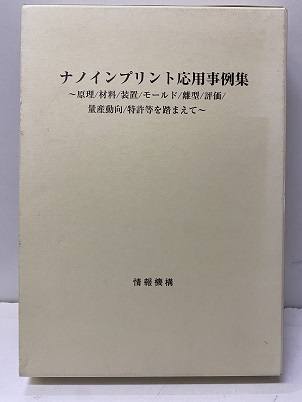 ナノインプリント応用事例集
～原理/材料/装置/モールド/離型/評価/
量産動向/特許等を踏まえて～
情報機構